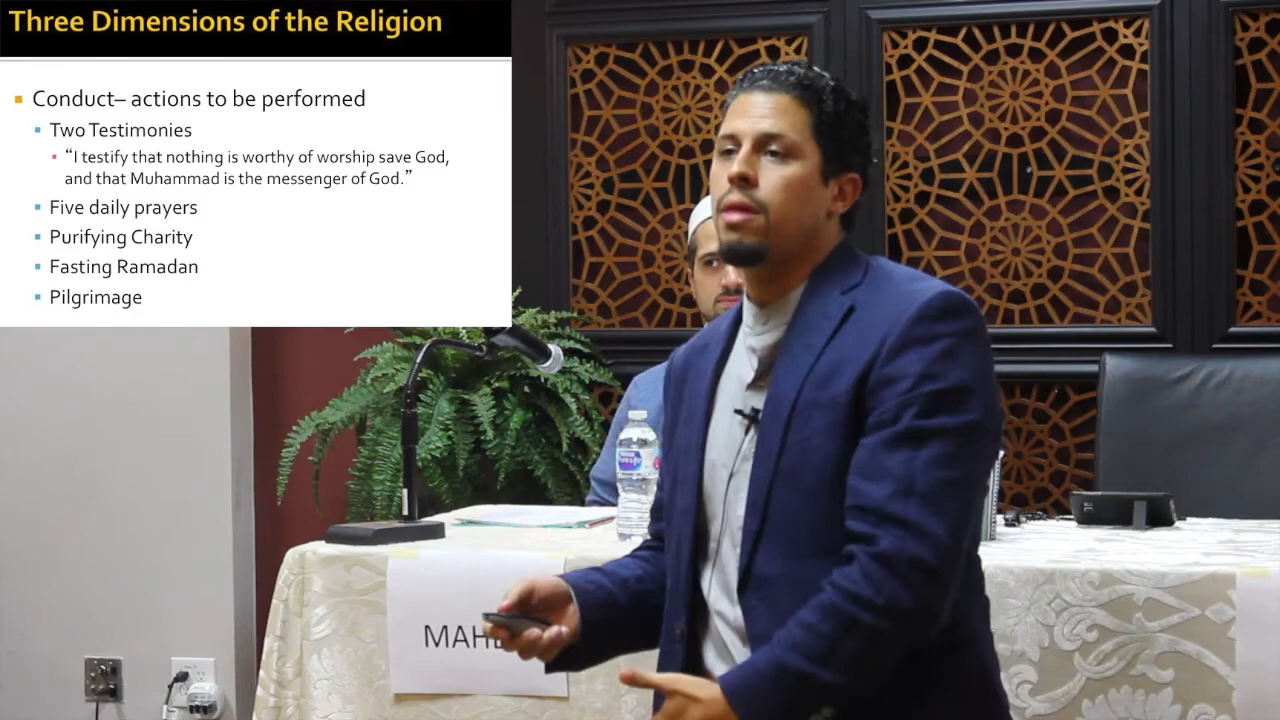 Three Dimensions of the Religion
Conduct– actions to be performed
Two Testimonies
“I testify that nothing is worthy of worship save God,
and that Muhammad is the messenger of God.”
Five daily prayers
Purifying Charity
Fasting Ramadan
Pilgrimage